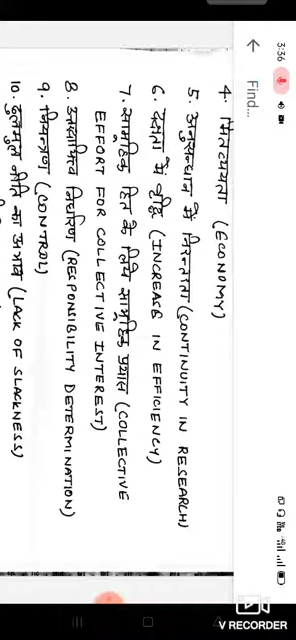 3:36
Find...
4. मितव्ययता (ECONOMY)
5. अनुसन्धान में निरन्तरता (CONTINUITY IN RESEARCH)
6. दक्षता में वृद्धि (INCREASE IN EFFICIENCY)
7. सामूहिक हित के लिये सामूहिक प्रयास (COLLECTIVE
EFFORT FOR COLLECTIVE INTEREST)
8. उत्तरदायित्व निर्धारण (RESPONSIBILITY DETERMINATION)
9. नियन्त्रण (CONTROL)
10. ढुलमुल नीति का अभाव (LACK OF SLACKNESS)
V RECORDER